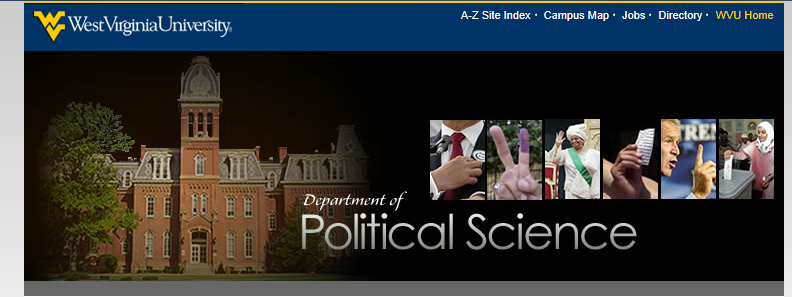 WestVirginiaUniversity
A-Z Site Index · Campus Map · Jobs · Directory · WVU Home
Department of
Political Science